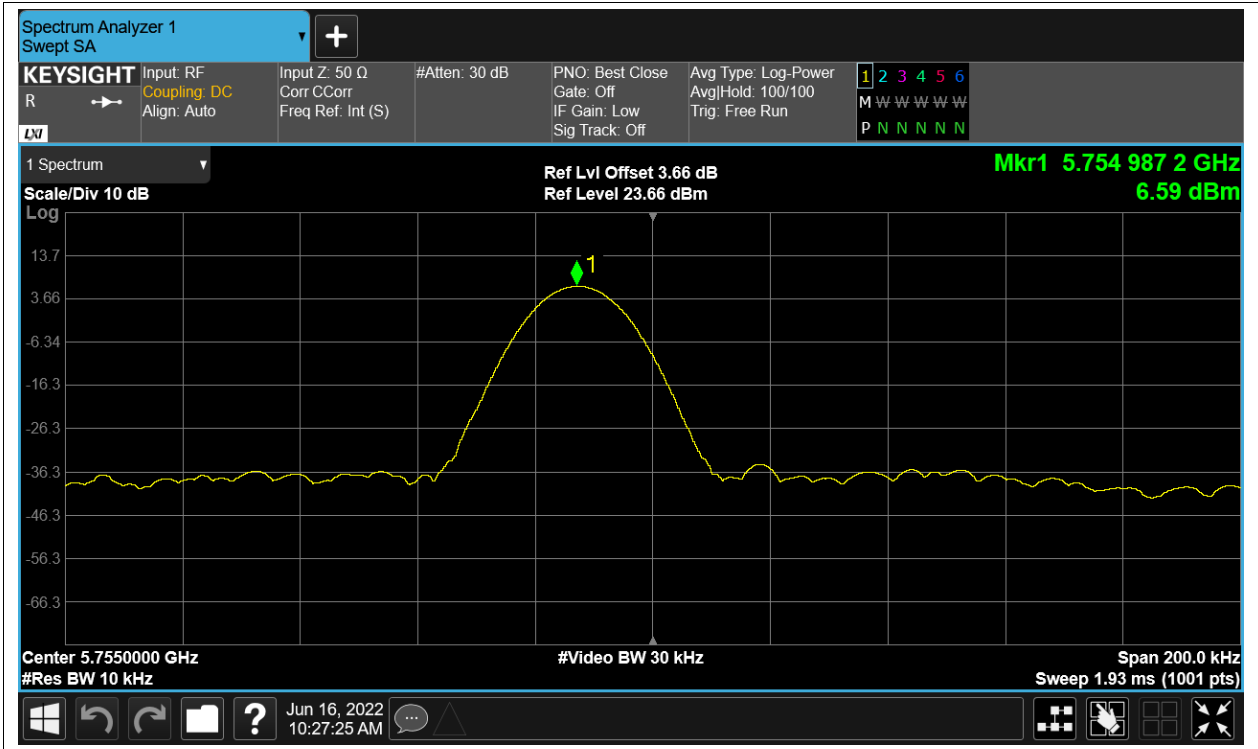 Spectrum Analyzer 1
Swept SA
KEYSIGHT
R
LXI
Input: RF
Coupling: DC
Align: Auto
Input Z: 50 Ω
Corr CCorr
Freq Ref: Int (S)
#Atten: 30 dB
PNO: Best Close
Gate: Off
IF Gain: Low
Sig Track: Off
Avg Type: Log-Power
Avg|Hold: 100/100
Trig: Free Run
1 2 3 4 5 6
M W W W W W
P N N N N N
1 Spectrum
Scale/Div 10 dB
Log
Ref Lvl Offset 3.66 dB
Ref Level 23.66 dBm
Mkr1 5.754 987 2 GHz
6.59 dBm
1
13.7
3.66
-6.34
-16.3
-26.3
-36.3
-46.3
-56.3
-66.3
Center 5.7550000 GHz
#Video BW 30 kHz
Span 200.0 kHz
#Res BW 10 kHz
Sweep 1.93 ms (1001 pts)
?
Jun 16, 2022
10:27:25 AM